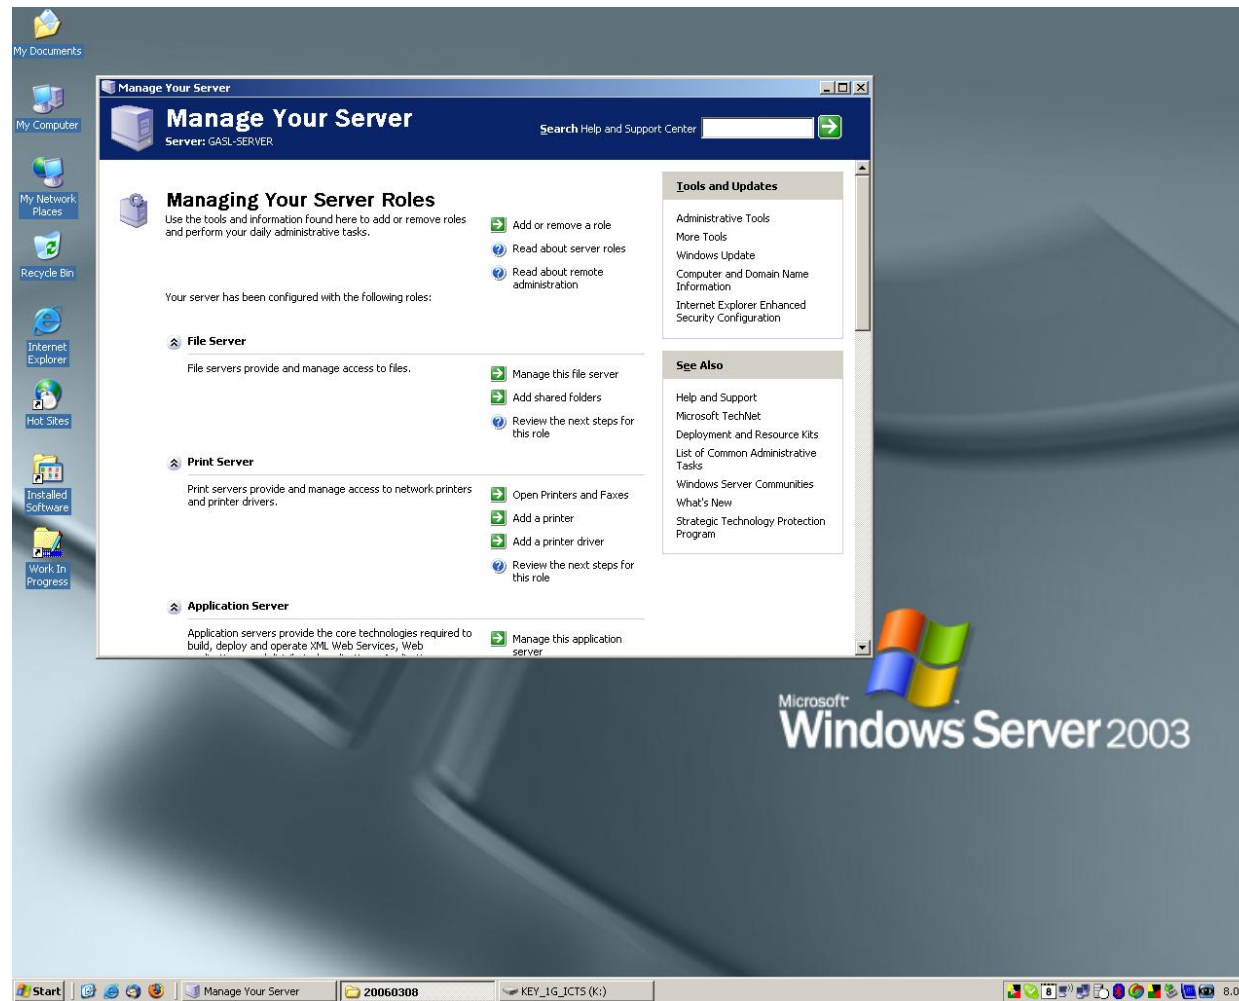 My Documents
My Computer
My Network
Places
Recycle Bin
Internet
Explorer
Hot Sites
Installed
Software
Work In
Progress
Manage Your Server
Manage Your Server
Server: GASL-SERVER
Search Help and Support Center
Managing Your Server Roles
Use the tools and information found here to add or remove roles
and perform your daily administrative tasks.
Add or remove a role
Read about server roles
Read about remote
administration
Your server has been configured with the following roles:
File Server
File servers provide and manage access to files.
Manage this file server
Add shared folders
Review the next steps for
this role
Print Server
Print servers provide and manage access to network printers
and printer drivers.
Open Printers and Faxes
Add a printer
Add a printer driver
Review the next steps for
this role
Application Server
Application servers provide the core technologies required to
build, deploy and operate XML Web Services, Web
Manage this application
server
Tools and Updates
Administrative Tools
More Tools
Windows Update
Computer and Domain Name
Information
Internet Explorer Enhanced
Security Configuration
See Also
Help and Support
Microsoft TechNet
Deployment and Resource Kits
List of Common Administrative
Tasks
Windows Server Communities
What's New
Strategic Technology Protection
Program
Microsoft
Windows Server 2003
Start
Manage Your Server
20060308
KEY_1G_ICTS (K:)
8
8.0